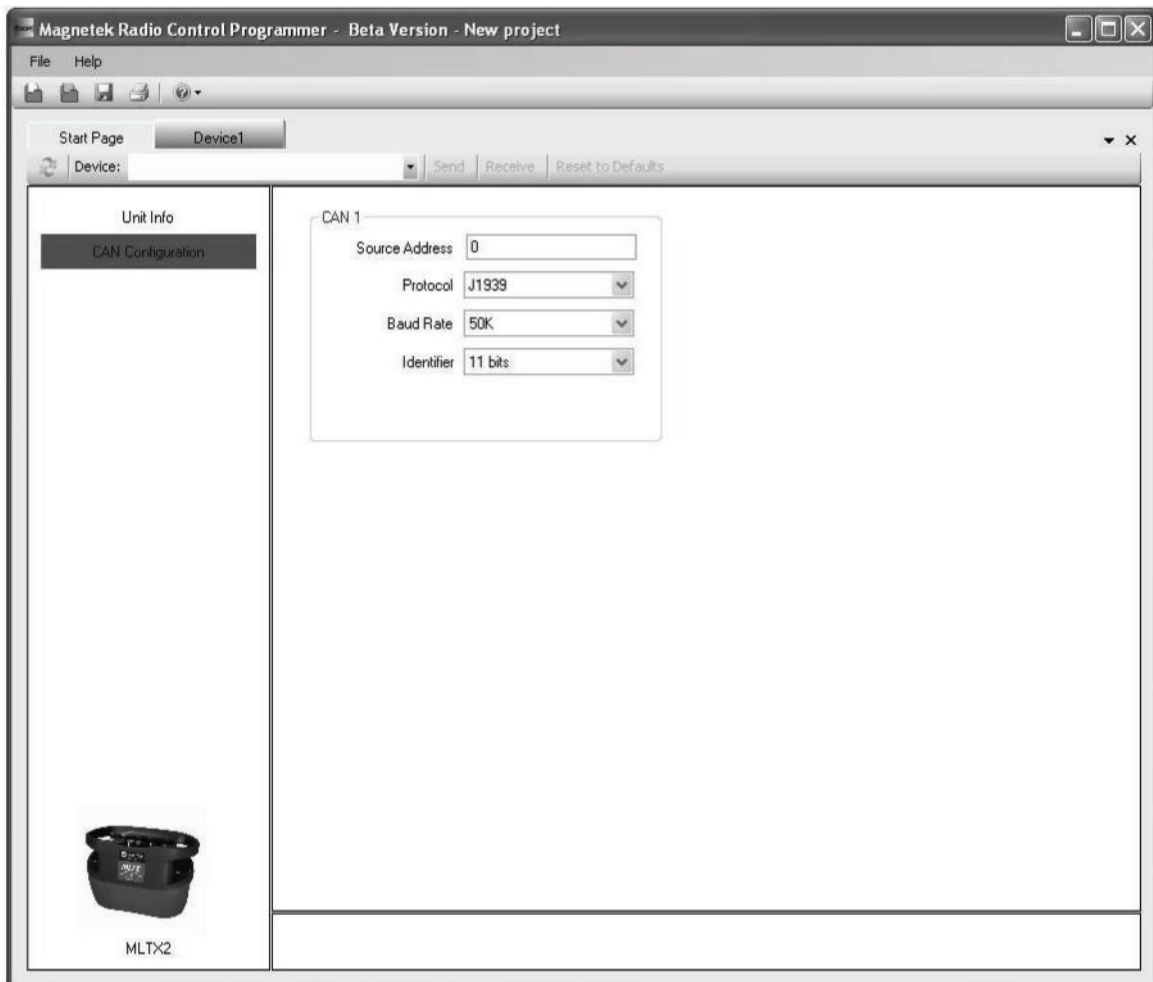 Magnetek Radio Control Programmer - Beta Version - New project
File Help
Start Page Device1
Device: Send Receive Reset to Defaults
Unit Info
CAN Configuration
CAN 1
Source Address 0
Protocol J1939
Baud Rate 50K
Identifier 11 bits
MLTX2